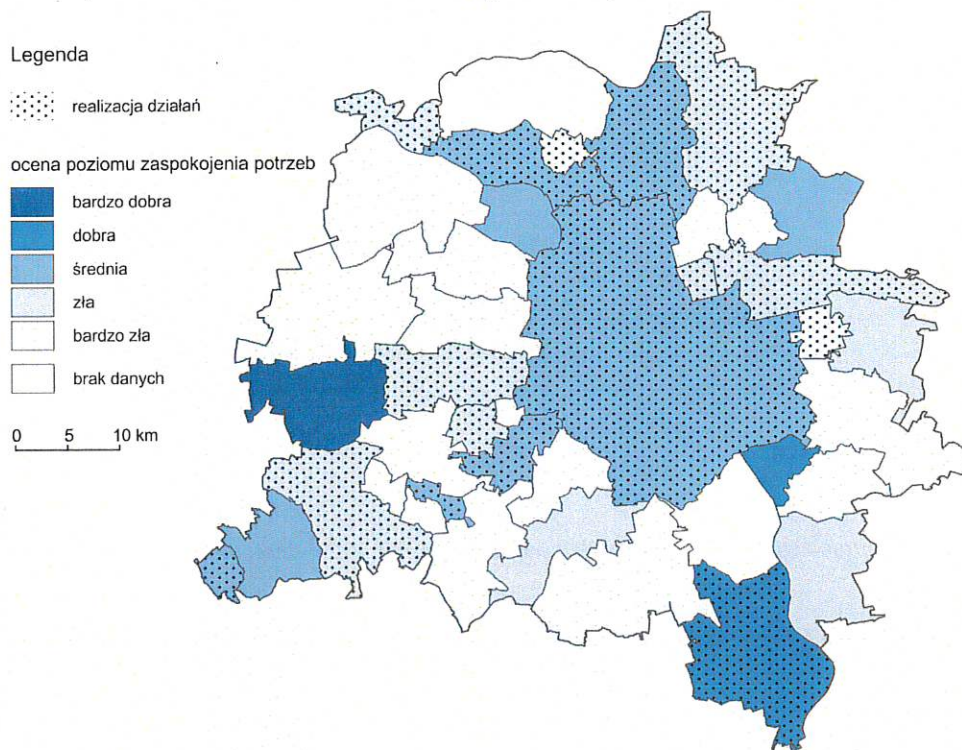 Legenda
realizacja działań
ocena poziomu zaspokojenia potrzeb
bardzo dobra
dobra
średnia
zła
bardzo zła
brak danych
0 5 10 km